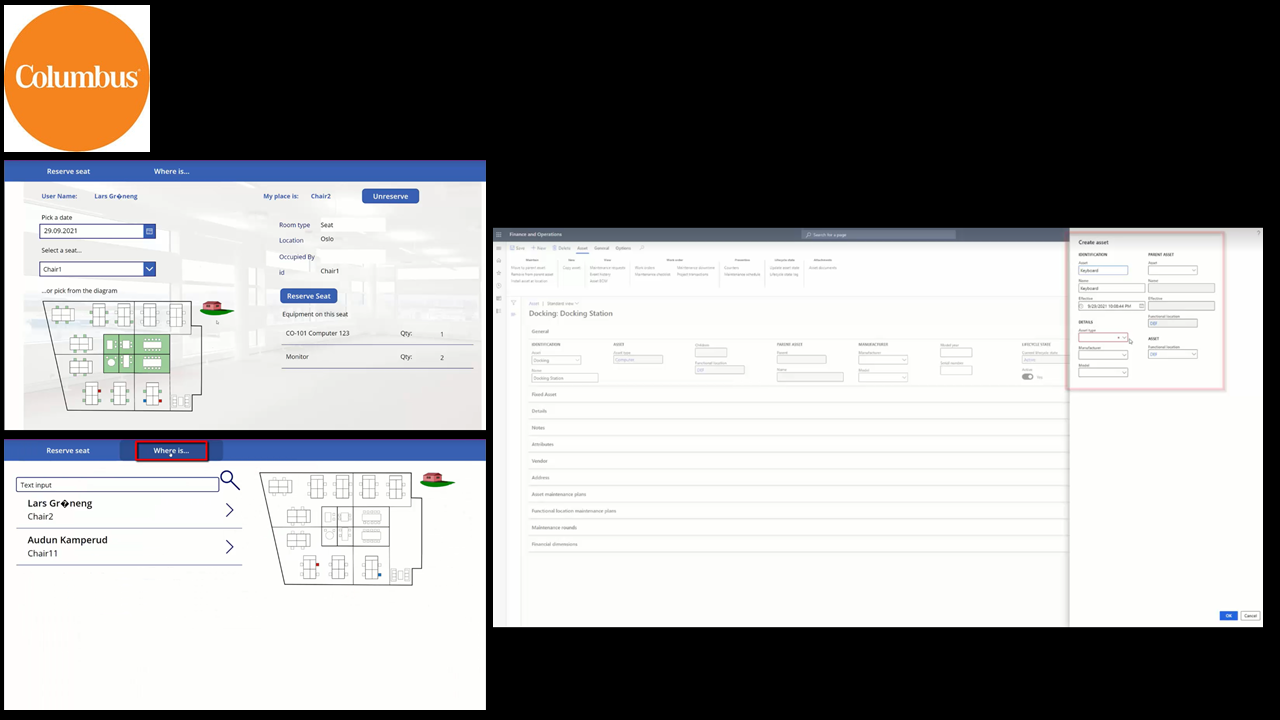 Columbus
Reserve seat Where is...
User Name: Lars Gr�neng My place is: Chair2 Unreserve
Pick a date
29.09.2021
Select a seat...
Chair1
...or pick from the diagram
Room type Seat
Location Oslo
Occupied By
id Chair1
Reserve Seat
Equipment on this seat
CO-101 Computer 123 Qty: 1
Monitor Qty: 2
Reserve seat Where is...
Text input
Lars Gr�neng
Chair2
Audun Kamperud
Chair11
Finance and Operations Search for a page
Save New Delete Asset General Options
Asset | Standard view
Docking: Docking Station
General
IDENTIFICATION ASSET PARENT ASSET MANUFACTURER LIFECYCLE STATE
Docking
Docking Station
Fixed Asset
Details
Notes
Attributes
Vendor
Address
Asset maintenance plans
Functional location maintenance plans
Maintenance rounds
Financial dimensions
Create asset
IDENTIFICATION PARENT ASSET
Asset Asset
Keyboard
Name Name
Keyboard
Effective Effective
9/29/2021 10:08:44 PM
Functional location
DETAILS
Asset type ASSET
Manufacturer Functional location
Model
OK Cancel